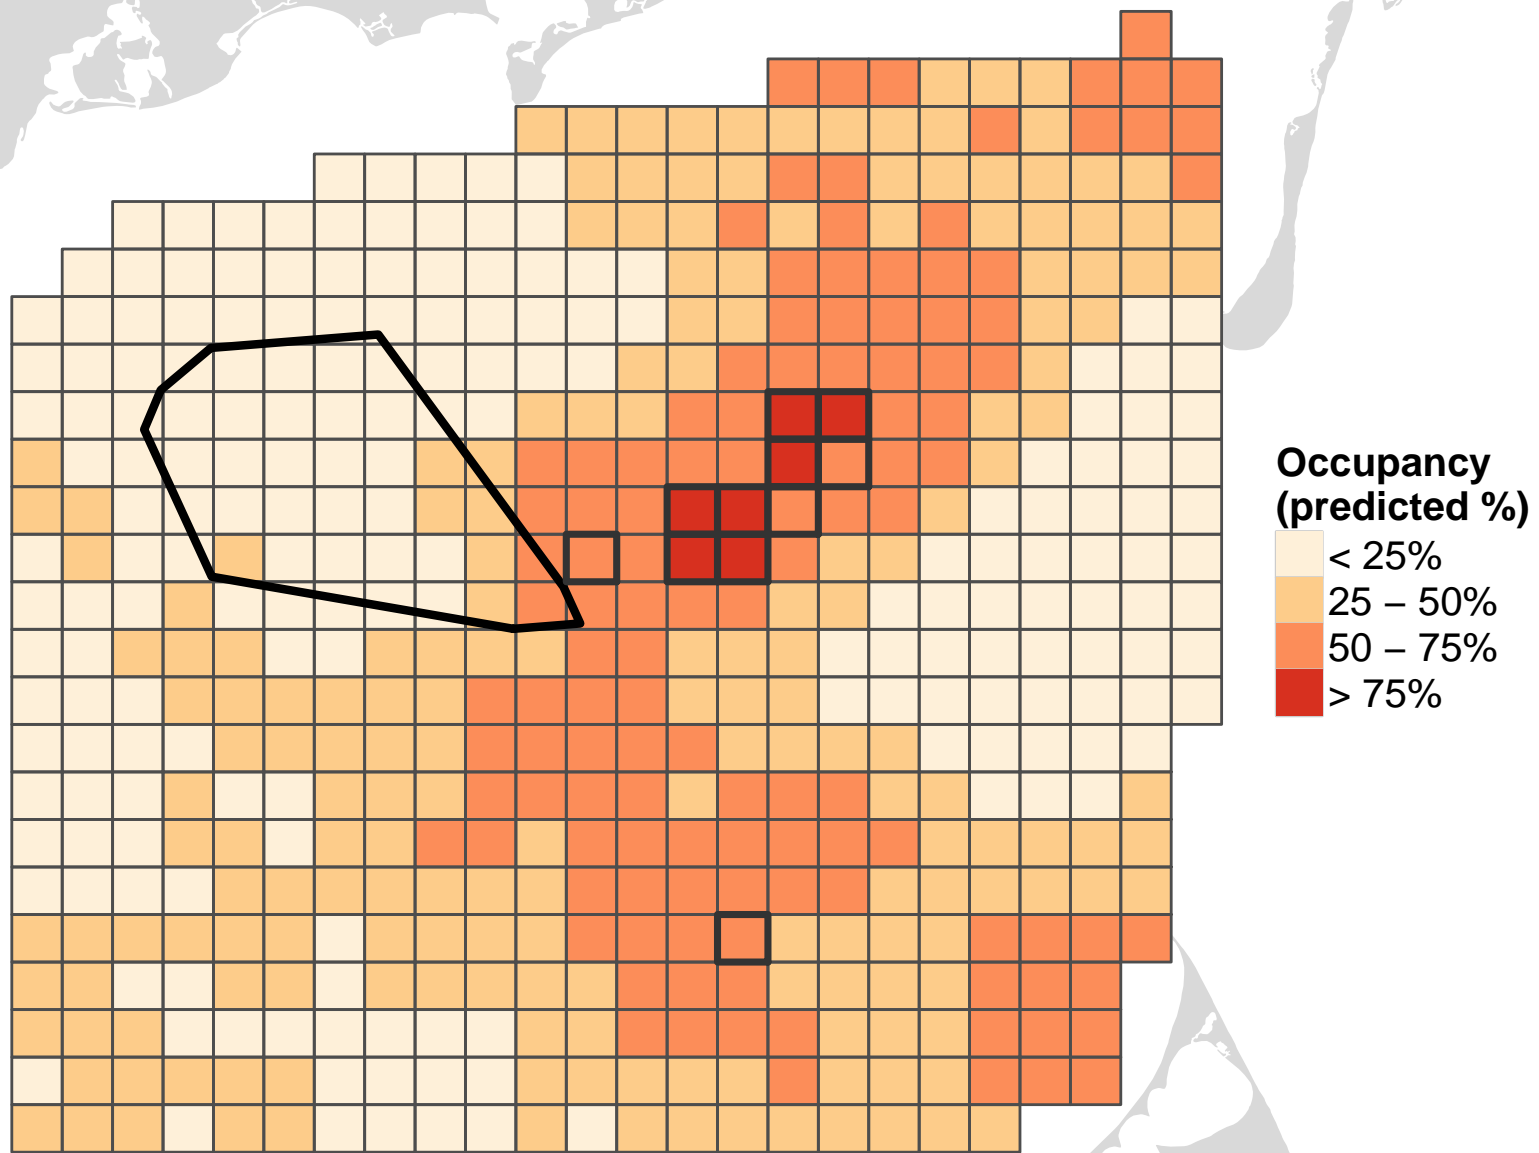 Occupancy
(predicted %)
< 25%
25 – 50%
50 – 75%
> 75%